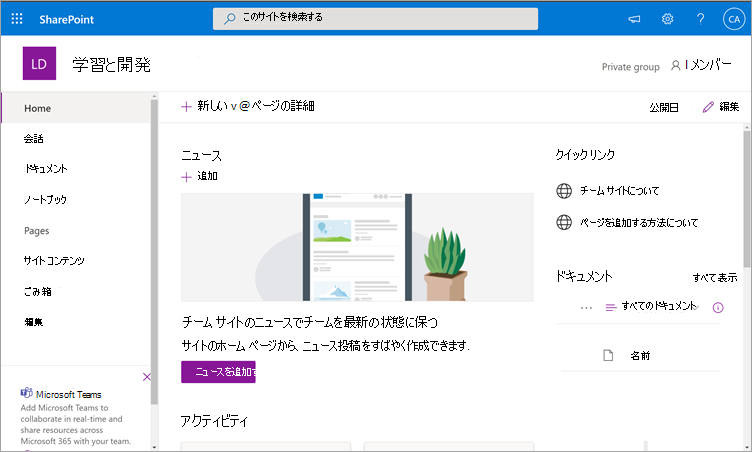 SharePoint
このサイトを検索する
CA
LD
学習と開発
Private group
1メンバー
Home
会話
ドキュメント
ノートブック
Pages
サイト コンテンツ
ごみ箱
編集
Microsoft Teams
Add Microsoft Teams to
collaborate in real-time and
share resources across
Microsoft 365 with your team.
+ 新しい v @ページの詳細
公開日
編集
ニュース
+ 追加
チーム サイトのニュースでチームを最新の状態に保つ
サイトのホーム ページから、ニュース投稿をすばやく作成できます.
ニュースを追加す
アクティビティ
クイックリンク
チーム サイトについて
ページを追加する方法について
ドキュメント
すべて表示
すべてのドキュメント
名前